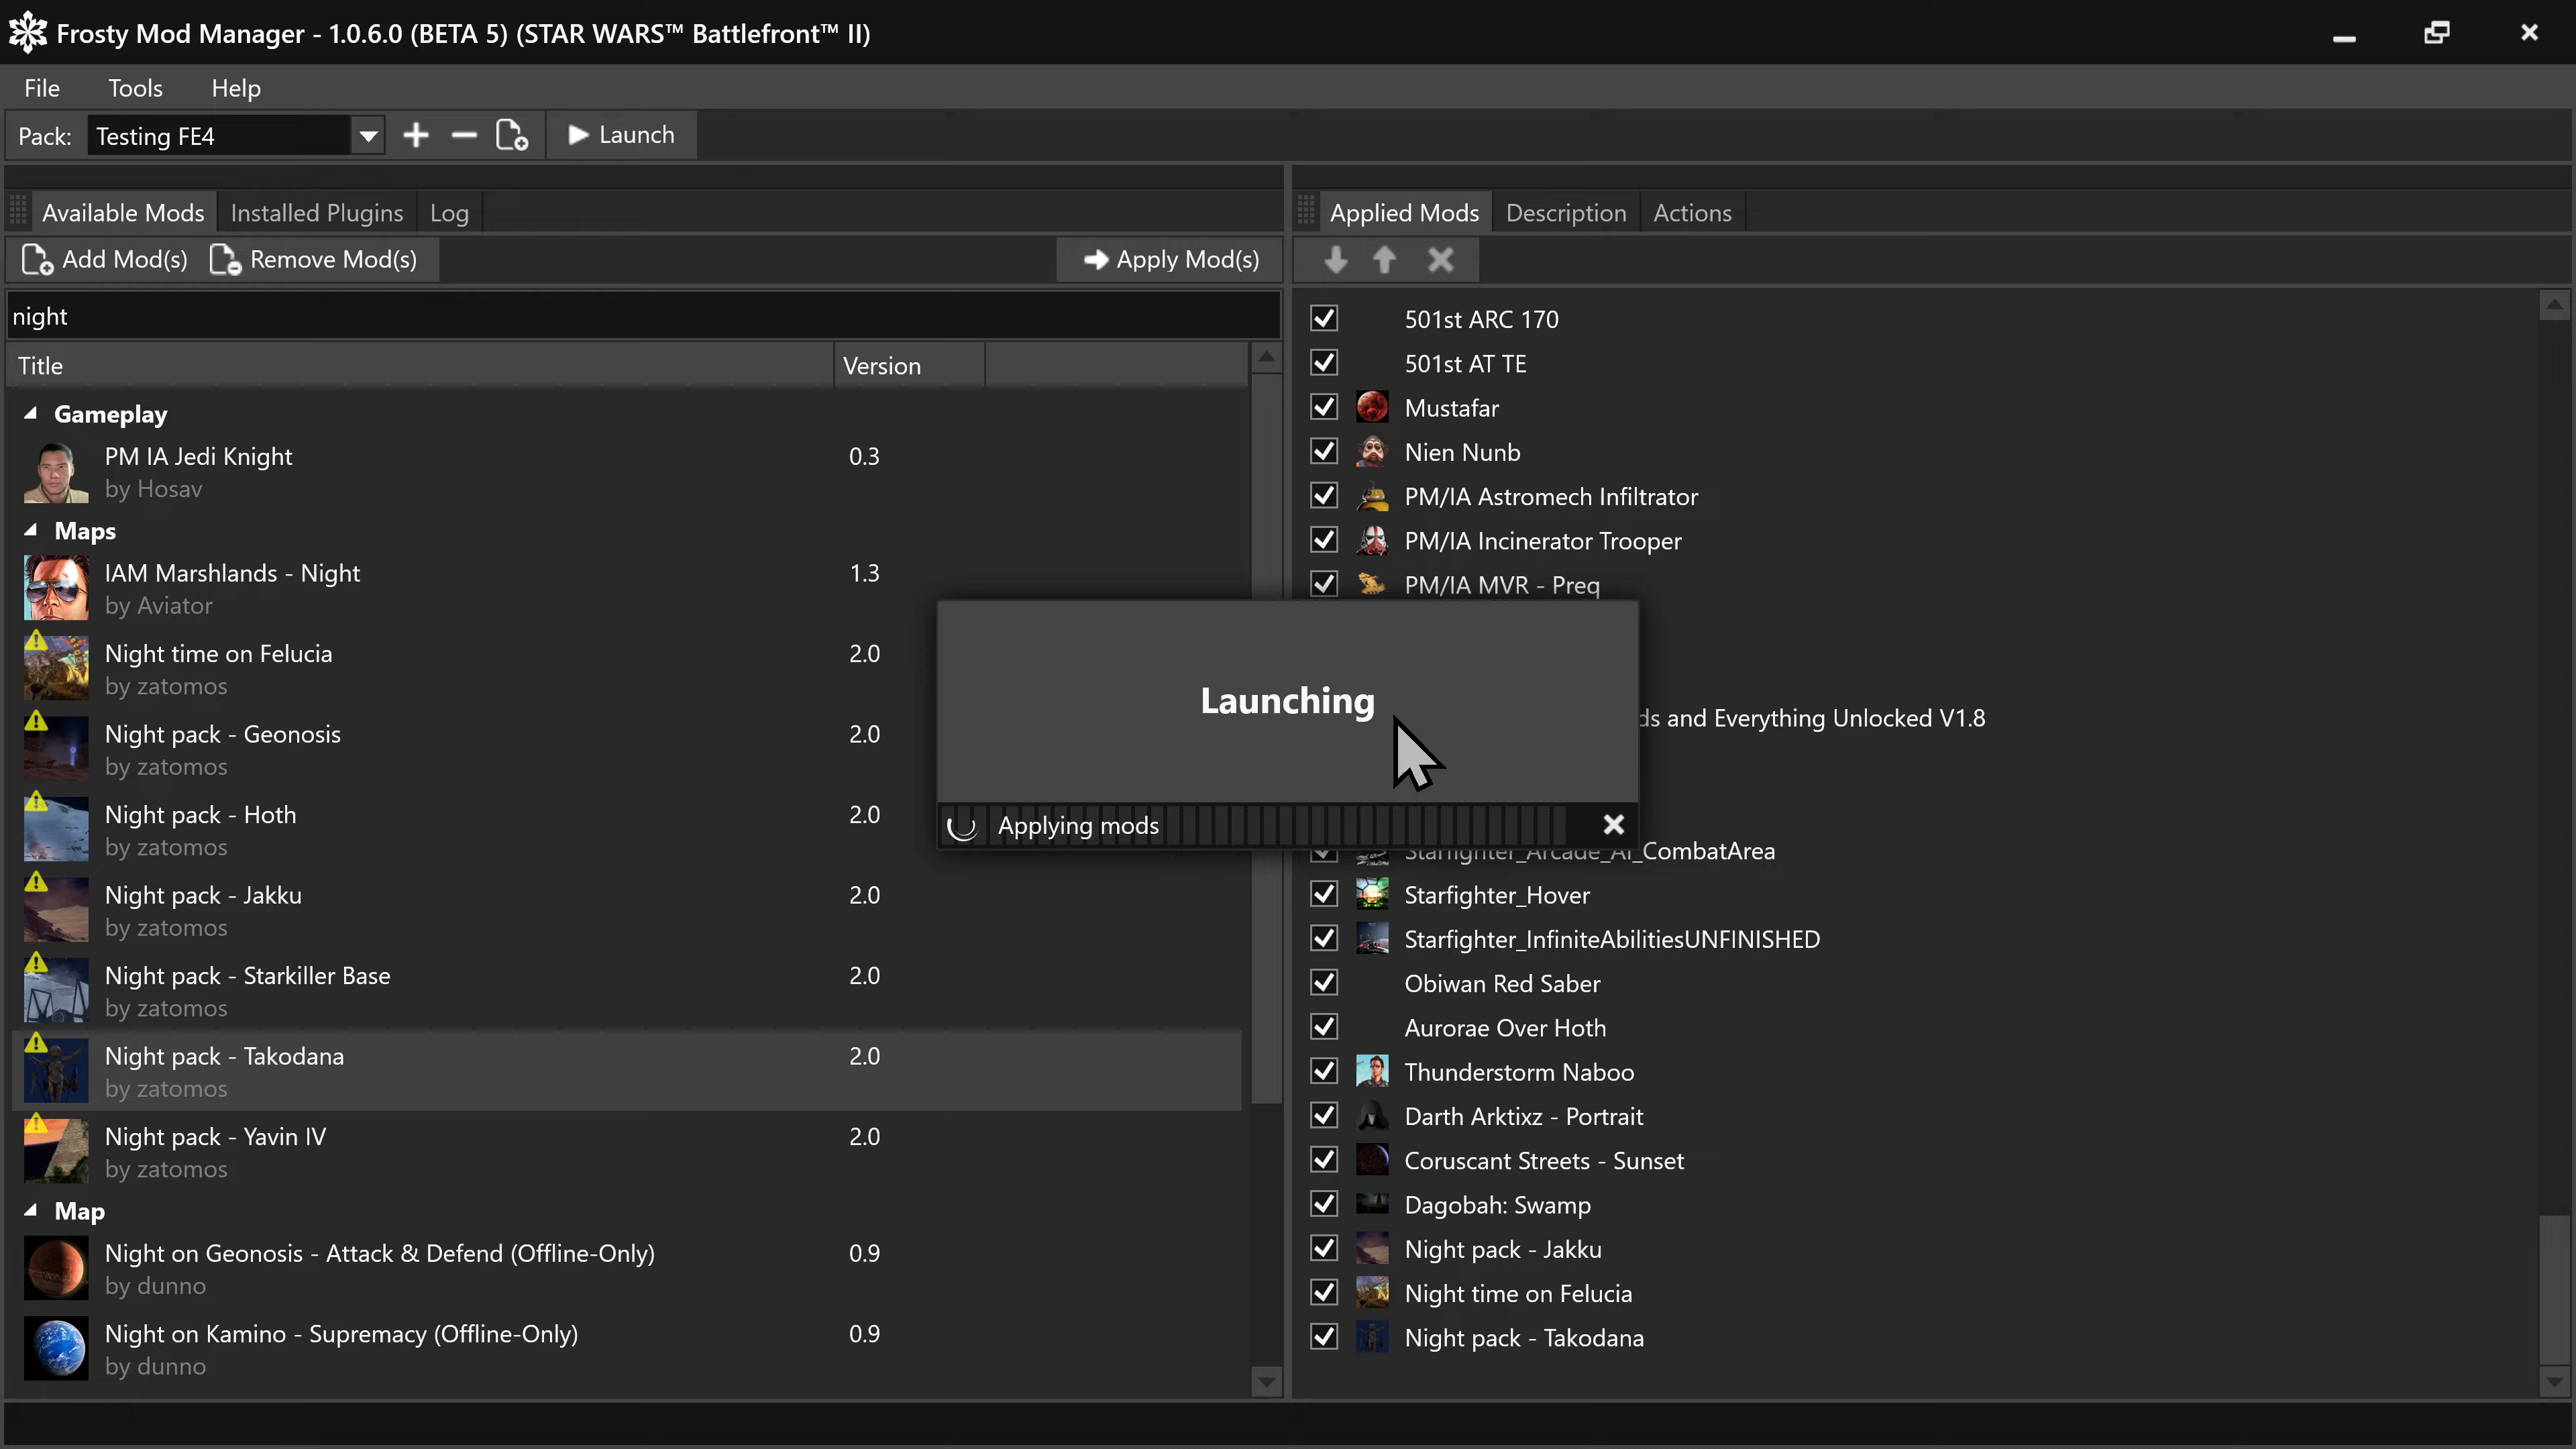 Frosty Mod Manager - 1.0.6.0 (BETA 5) (STAR WARS™ Battlefront™ II)
File Tools Help
Pack: Testing FE4 Launch
Available Mods Installed Plugins Log
Add Mod(s) Remove Mod(s) Apply Mod(s)
night
Title Version
Gameplay
PM IA Jedi Knight 0.3
by Hosav
Maps
IAM Marshlands - Night 1.3
by Aviator
Night time on Felucia 2.0
by zatomos
Night pack - Geonosis 2.0
by zatomos
Night pack - Hoth 2.0
by zatomos
Night pack - Jakku 2.0
by zatomos
Night pack - Starkiller Base 2.0
by zatomos
Night pack - Takodana 2.0
by zatomos
Night pack - Yavin IV 2.0
by zatomos
Map
Night on Geonosis - Attack & Defend (Offline-Only) 0.9
by dunno
Night on Kamino - Supremacy (Offline-Only) 0.9
by dunno
Launching
Applying mods
Applied Mods Description Actions
501st ARC 170
501st AT TE
Mustafar
Nien Nunb
PM/IA Astromech Infiltrator
PM/IA Incinerator Trooper
PM/IA MVR - Preq
and Everything Unlocked V1.8
Starfighter_Arcade_AI_CombatArea
Starfighter_Hover
Starfighter_InfiniteAbilitiesUNFINISHED
Obiwan Red Saber
Aurorae Over Hoth
Thunderstorm Naboo
Darth Arktixz - Portrait
Coruscant Streets - Sunset
Dagobah: Swamp
Night pack - Jakku
Night time on Felucia
Night pack - Takodana